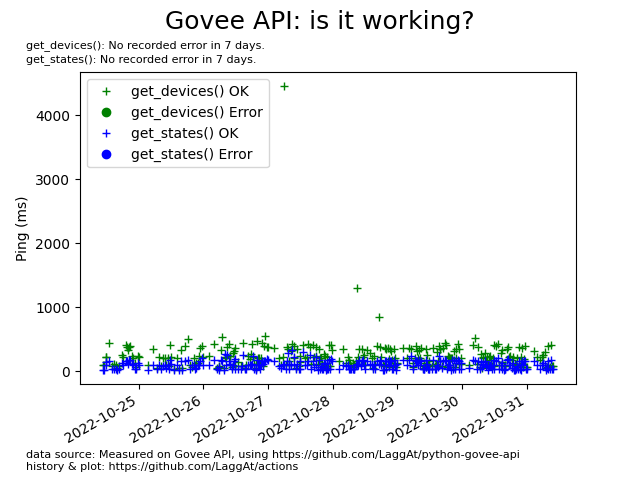 Govee API: is it working?
get_devices(): No recorded error in 7 days.
get_states(): No recorded error in 7 days.
get_devices() OK
get_devices() Error
get_states() OK
get_states() Error
Ping (ms)
4000
3000
2000
1000
0
2022-10-25
2022-10-26
2022-10-27
2022-10-28
2022-10-29
2022-10-30
2022-10-31
data source: Measured on Govee API, using https://github.com/LaggAt/python-govee-api
history & plot: https://github.com/LaggAt/actions